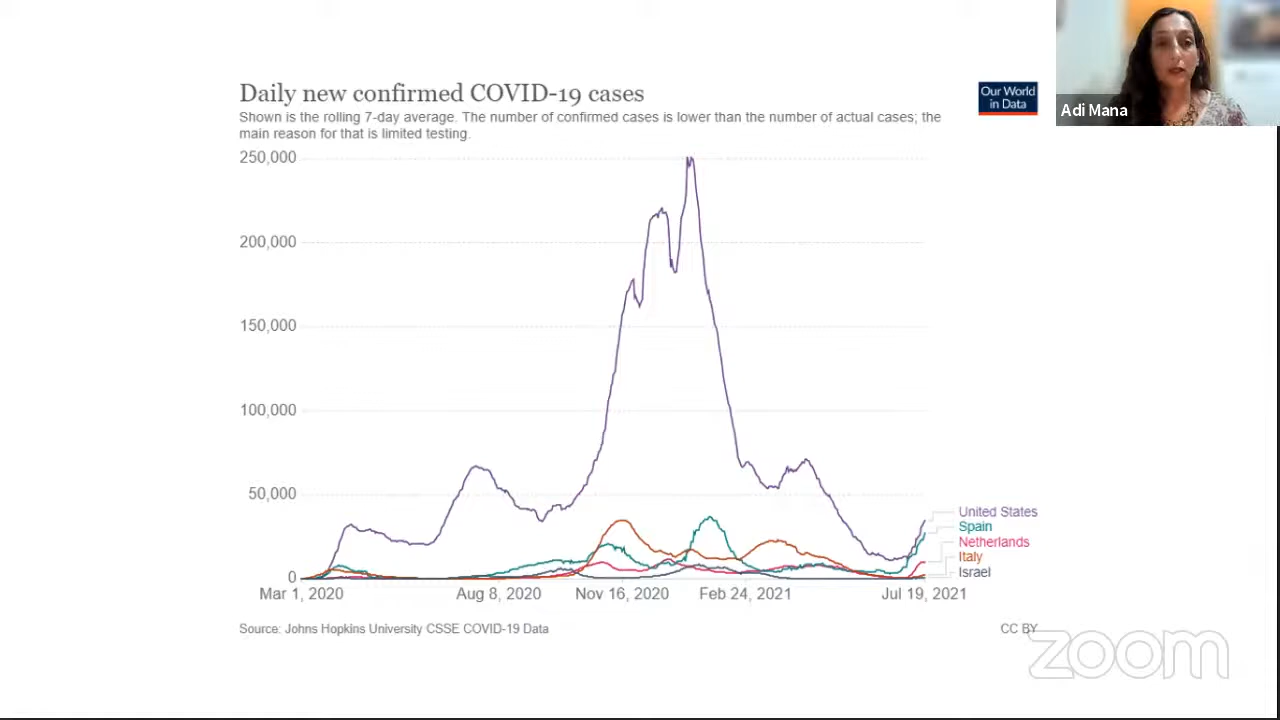 Daily new confirmed COVID-19 cases
Our World
in Data
Shown is the rolling 7-day average. The number of confirmed cases is lower than the number of actual cases; the
main reason for that is limited testing.
Adi Mana
250,000
200,000
150,000
100,000
50,000
0
United States
Spain
Netherlands
Italy
Israel
Mar 1, 2020
Aug 8, 2020
Nov 16, 2020
Feb 24, 2021
Jul 19, 2021
Source: Johns Hopkins University CSSE COVID-19 Data
CC BY
zoom